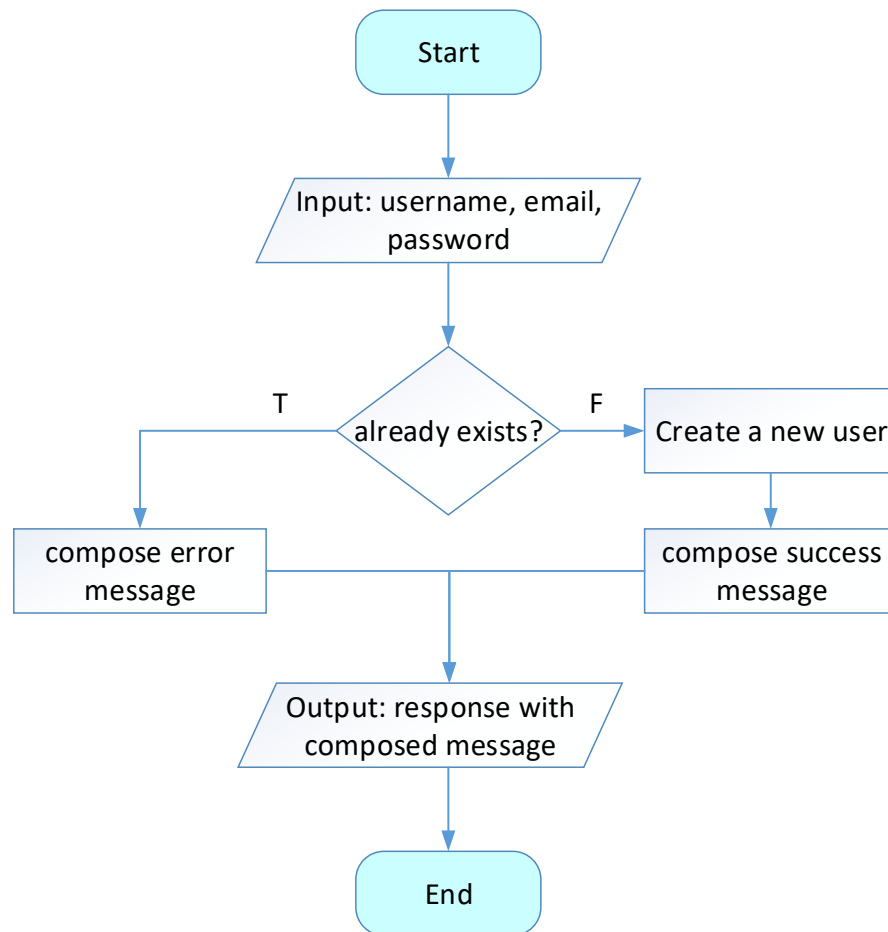 Start
Input: username, email,
password
T
F
already exists?
Create a new user
compose error
message
compose success
message
Output: response with
composed message
End